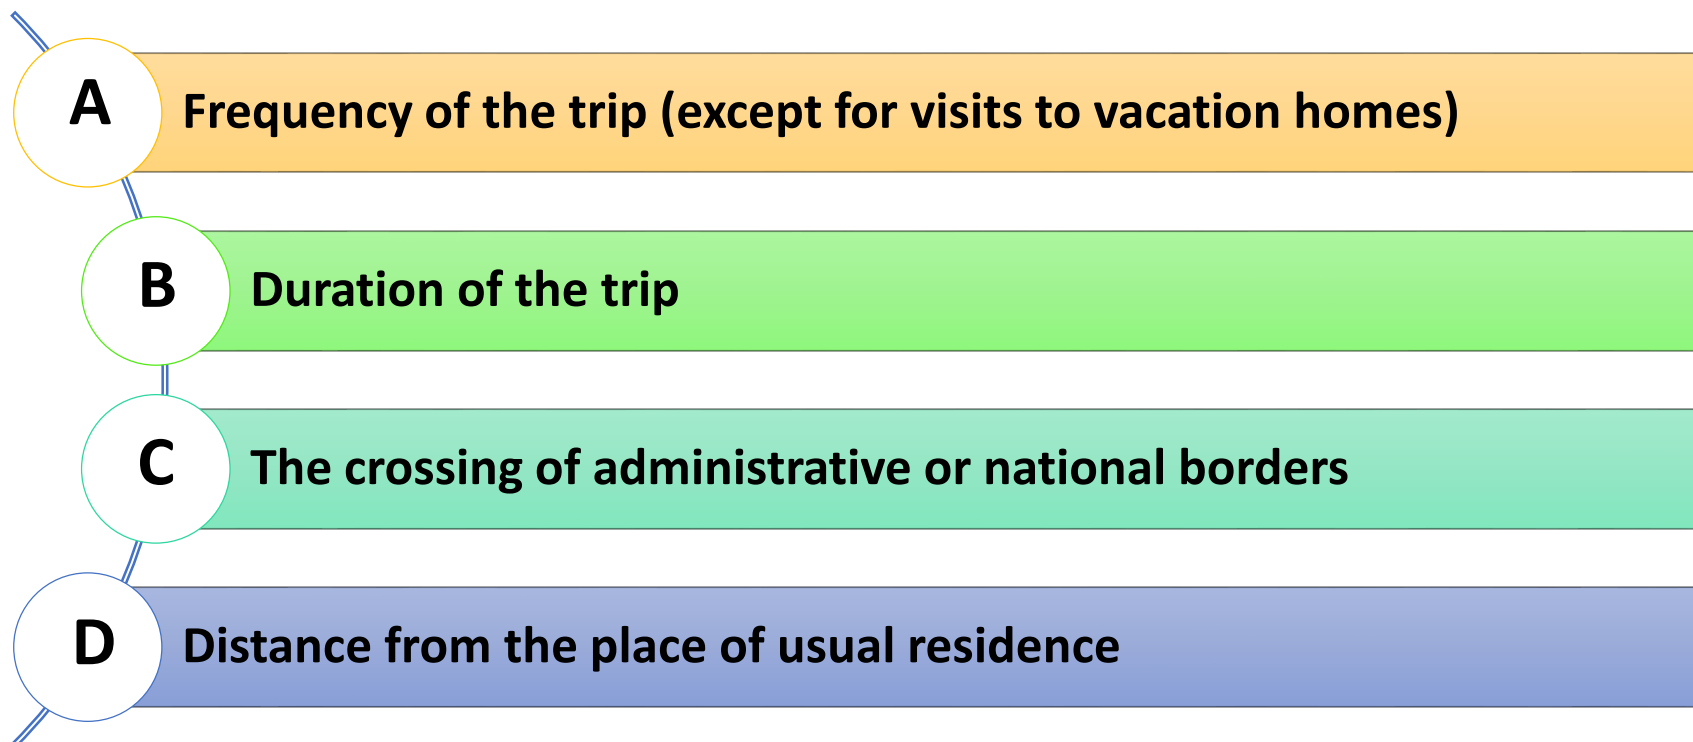 A Frequency of the trip (except for visits to vacation homes)
B Duration of the trip
C The crossing of administrative or national borders
D Distance from the place of usual residence